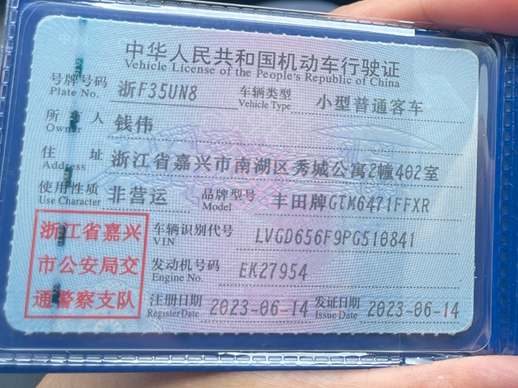 中华人民共和国机动车行驶证
Vehicle License of the People's Republic of China
号牌号码 Plate No. 浙F35UN8 车辆类型 Vehicle Type 小型普通客车
所有人 Owner 钱伟
住址 Address 浙江省嘉兴市南湖区秀城公寓2幢402室
使用性质 Use Character 非营运 品牌型号 Model 丰田牌GTM6471FFXR
浙江省嘉兴
市公安局交
通警察支队
车辆识别代号 VIN LVGD656F9PG510841
发动机号码 Engine No. EK27954
注册日期 Register Date 2023-06-14 发证日期 Issue Date 2023-06-14